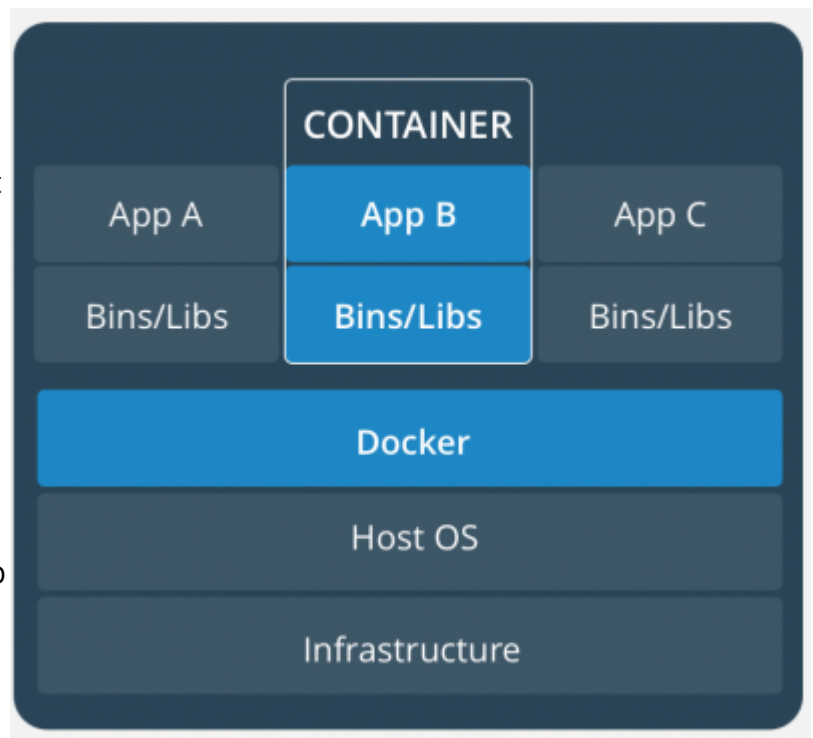 CONTAINER
App A App B App C
Bins/Libs Bins/Libs Bins/Libs
Docker
Host OS
Infrastructure